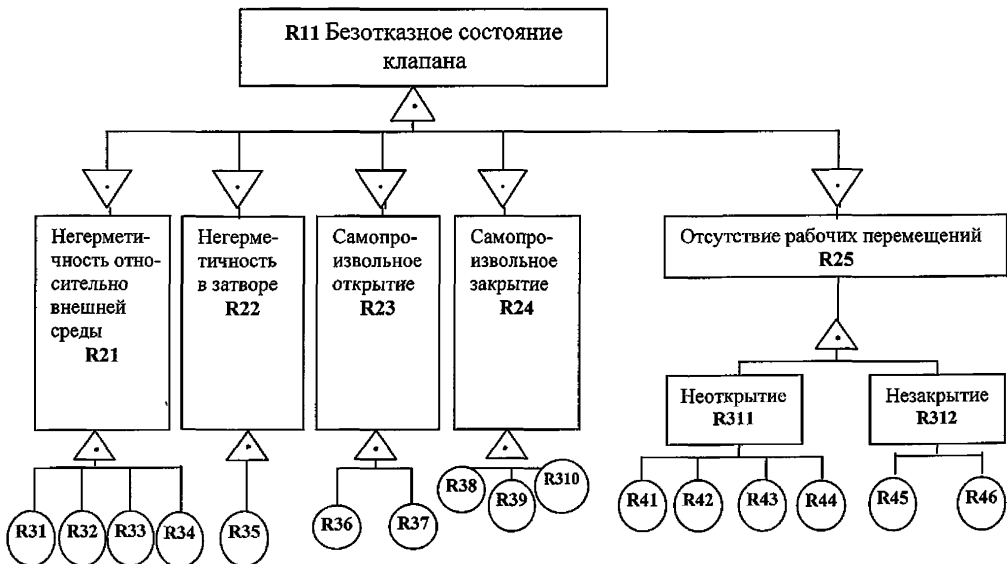 R11 Безотказное состояние
клапана
Негермети-
чность отно-
сительно
внешней
среды
R21
Негерме-
тичность
в затворе
R22
Самопро-
извольное
открытие
R23
Самопро-
извольное
закрытие
R24
Отсутствие рабочих перемещений
R25
Неоткрытие
R311
Незакрытие
R312
R31
R32
R33
R34
R35
R36
R37
R38
R39
R310
R41
R42
R43
R44
R45
R46